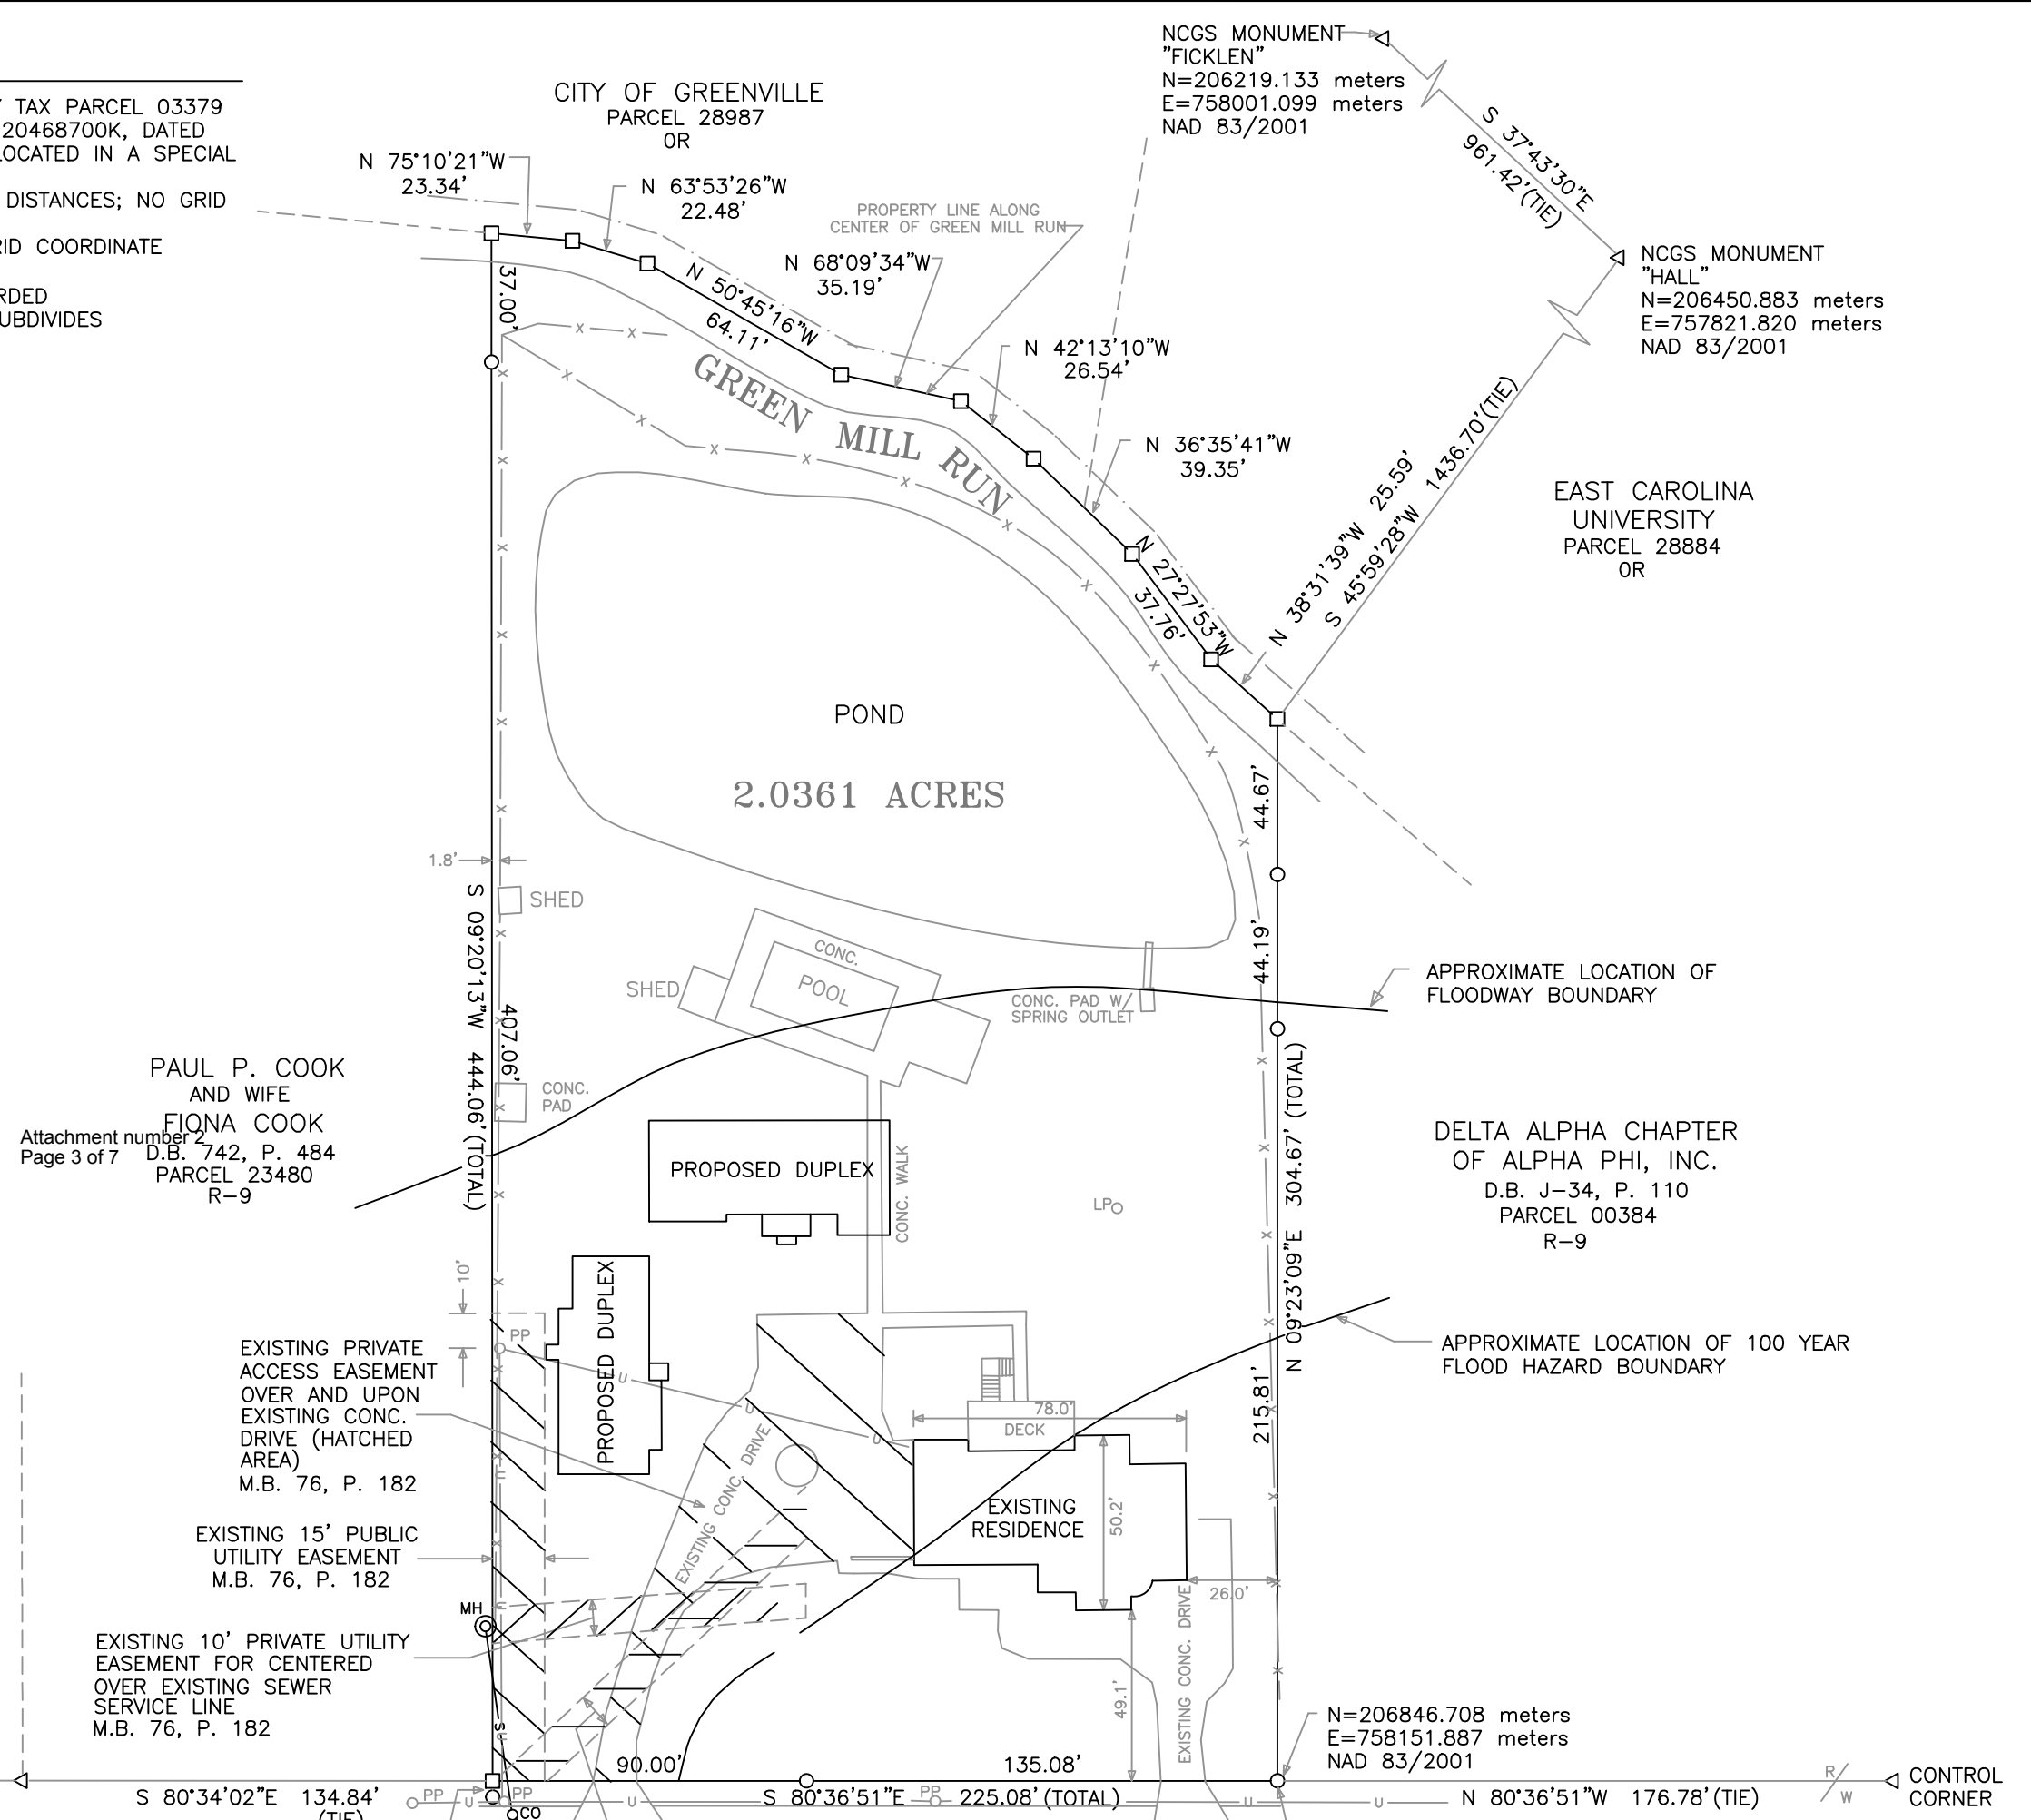 NCGS MONUMENT
"FICKLEN"
N=206219.133 meters
E=758001.099 meters
NAD 83/2001
TAX PARCEL 03379
20468700K, DATED
LOCATED IN A SPECIAL
DISTANCES; NO GRID
RID COORDINATE
RDED
UBDIVIDES
CITY OF GREENVILLE
PARCEL 28987
OR
N 75°10'21"W
23.34'
N 63°53'26"W
22.48'
PROPERTY LINE ALONG
CENTER OF GREEN MILL RUN
N 50°45'16"W
64.11'
N 68°09'34"W
35.19'
N 42°13'10"W
26.54'
N 36°35'41"W
39.35'
N 27°27'53"W
37.76'
N 38°31'39"W 25.59'
S 45°59'28"W 1436.70'(TIE)
S 37°43'30"E
961.42'(TIE)
NCGS MONUMENT
"HALL"
N=206450.883 meters
E=757821.820 meters
NAD 83/2001
EAST CAROLINA
UNIVERSITY
PARCEL 28884
OR
37.00'
GREEN MILL RUN
POND
2.0361 ACRES
44.67'
44.19'
1.8'
SHED
S 09°20'13"W 444.06'(TOTAL)
407.06'
CONC.
POOL
SHED
CONC. PAD W/
SPRING OUTLET
APPROXIMATE LOCATION OF
FLOODWAY BOUNDARY
PAUL P. COOK
AND WIFE
FIONA COOK
D.B. 742, P. 484
PARCEL 23480
R-9
Attachment number 2
Page 3 of 7
CONC.
PAD
PROPOSED DUPLEX
CONC. WALK
LP
N 09°23'09"E 304.67' (TOTAL)
DELTA ALPHA CHAPTER
OF ALPHA PHI, INC.
D.B. J-34, P. 110
PARCEL 00384
R-9
10'
PP
PROPOSED DUPLEX
EXISTING PRIVATE
ACCESS EASEMENT
OVER AND UPON
EXISTING CONC.
DRIVE (HATCHED
AREA)
M.B. 76, P. 182
APPROXIMATE LOCATION OF 100 YEAR
FLOOD HAZARD BOUNDARY
215.81'
78.0'
DECK
EXISTING CONC. DRIVE
EXISTING
RESIDENCE
50.2'
26.0'
EXISTING 15' PUBLIC
UTILITY EASEMENT
M.B. 76, P. 182
MH
EXISTING 10' PRIVATE UTILITY
EASEMENT FOR CENTERED
OVER EXISTING SEWER
SERVICE LINE
M.B. 76, P. 182
49.1'
EXISTING CONC. DRIVE
N=206846.708 meters
E=758151.887 meters
NAD 83/2001
90.00'
135.08'
S 80°34'02"E 134.84'
(TIE)
PP
PP
CO
S 80°36'51"E 225.08'(TOTAL)
PP
N 80°36'51"W 176.78'(TIE)
R/W
CONTROL
CORNER